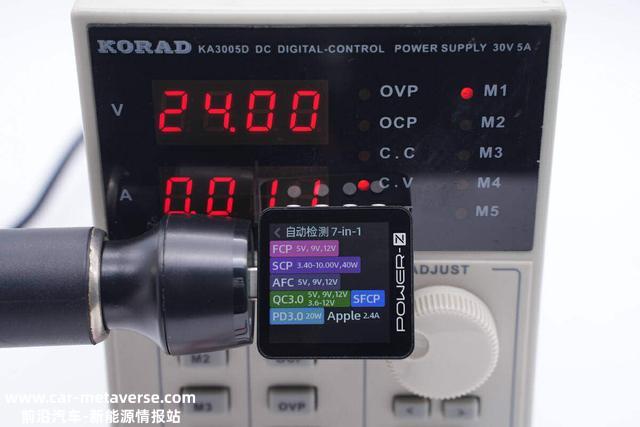 KORAD KA3005D DC DIGITAL-CONTROL POWER SUPPLY 30V 5A
V 24.00 OVP M1
OCP M2
C.C M3
A 0.011 C.V M4
M5
自动检测 7-in-1
FCP 5V, 9V,12V
SCP 3.40-10.00V,40W
AFC 5V, 9V,12V
QC3.0 5V, 9V,12V 3.6-12V SFCP
PD3.0 20W Apple 2.4A
POWER-Z
ADJUST
M2
M3 OVP
< >
www.car-metaverse.com
前沿汽车-新能源情报站